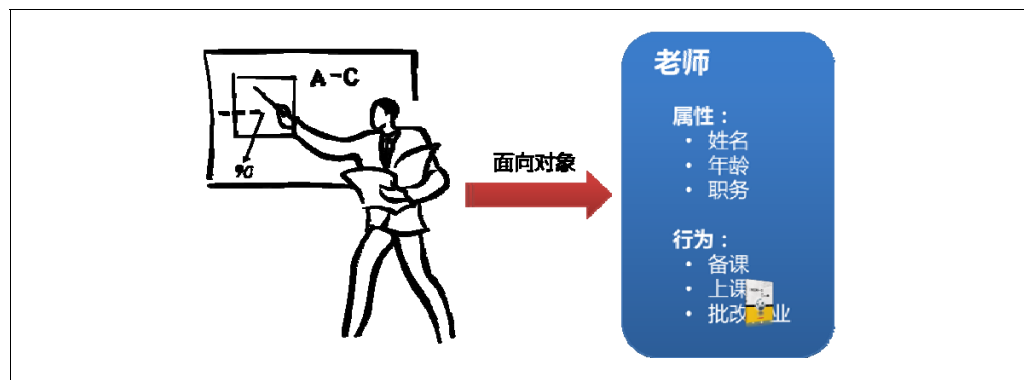 A-C
90
面向对象
老师
属性：
• 姓名
• 年龄
• 职务
行为：
• 备课
• 上课
• 批改业